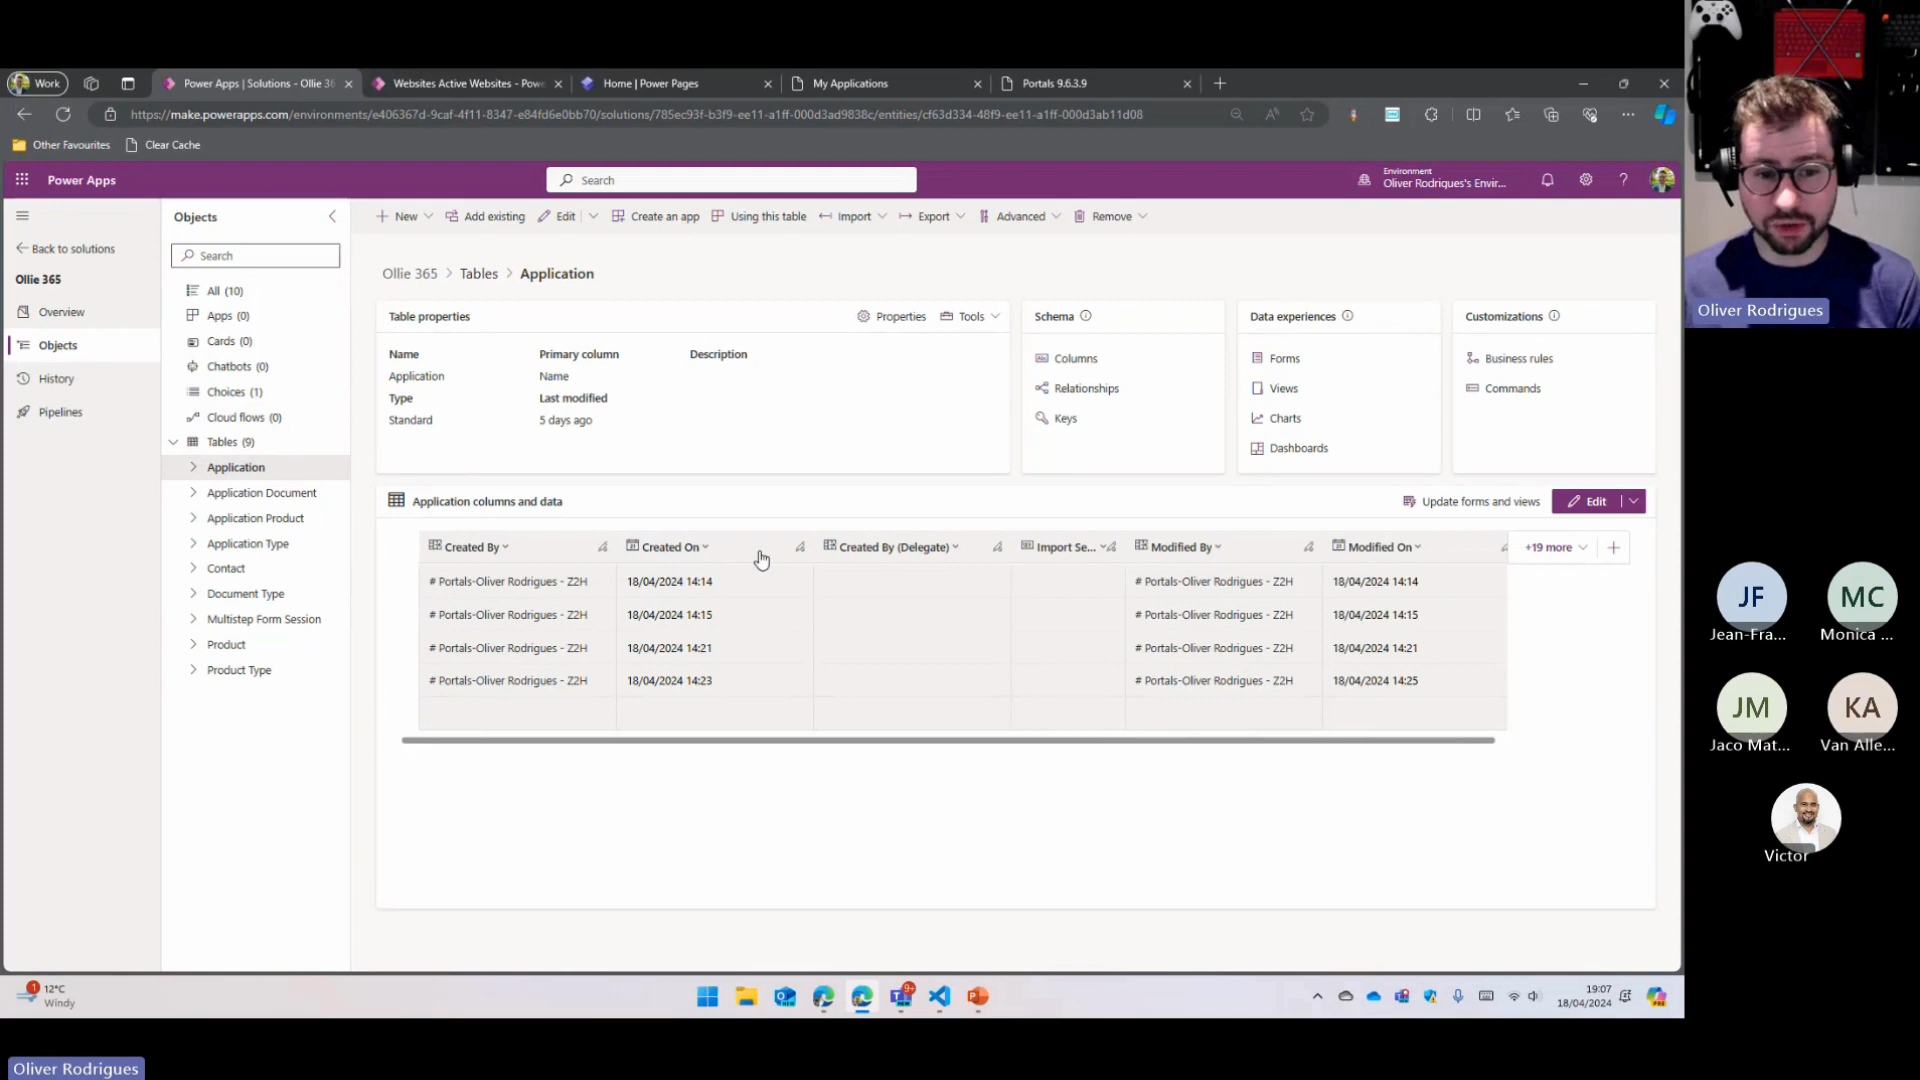 Work
Power Apps | Solutions - Ollie 36
Websites Active Websites - Powe
Home | Power Pages
My Applications
Portals 9.6.3.9
https://make.powerapps.com/environments/e406367d-9caf-4f11-8347-e84fd6e0bb70/solutions/785ec93f-b3f9-ee11-a1ff-000d3ad9838c/entities/cf63d334-48f9-ee11-a1ff-000d3ab11d08
Other Favourites
Clear Cache
Power Apps
Search
Environment
Oliver Rodrigues's Envir...
Back to solutions
Ollie 365
Overview
Objects
History
Pipelines
Objects
Search
All (10)
Apps (0)
Cards (0)
Chatbots (0)
Choices (1)
Cloud flows (0)
Tables (9)
Application
Application Document
Application Product
Application Type
Contact
Document Type
Multistep Form Session
Product
Product Type
New
Add existing
Edit
Create an app
Using this table
Import
Export
Advanced
Remove
Ollie 365 > Tables > Application
Table properties
Properties
Tools
Name
Primary column
Description
Application
Name
Type
Last modified
Standard
5 days ago
Schema
Columns
Relationships
Keys
Data experiences
Forms
Views
Charts
Dashboards
Customizations
Business rules
Commands
Application columns and data
Update forms and views
Edit
Created By
Created On
Created By (Delegate)
Import Se...
Modified By
Modified On
+19 more
# Portals-Oliver Rodrigues - Z2H 18/04/2024 14:14 # Portals-Oliver Rodrigues - Z2H 18/04/2024 14:14
# Portals-Oliver Rodrigues - Z2H 18/04/2024 14:15 # Portals-Oliver Rodrigues - Z2H 18/04/2024 14:15
# Portals-Oliver Rodrigues - Z2H 18/04/2024 14:21 # Portals-Oliver Rodrigues - Z2H 18/04/2024 14:21
# Portals-Oliver Rodrigues - Z2H 18/04/2024 14:23 # Portals-Oliver Rodrigues - Z2H 18/04/2024 14:25
1
12°C
Windy
9+
19:07
18/04/2024
Oliver Rodrigues
JF
Jean-Fra...
MC
Monica ...
JM
Jaco Mat...
KA
Van Alle...
Victor
Oliver Rodrigues